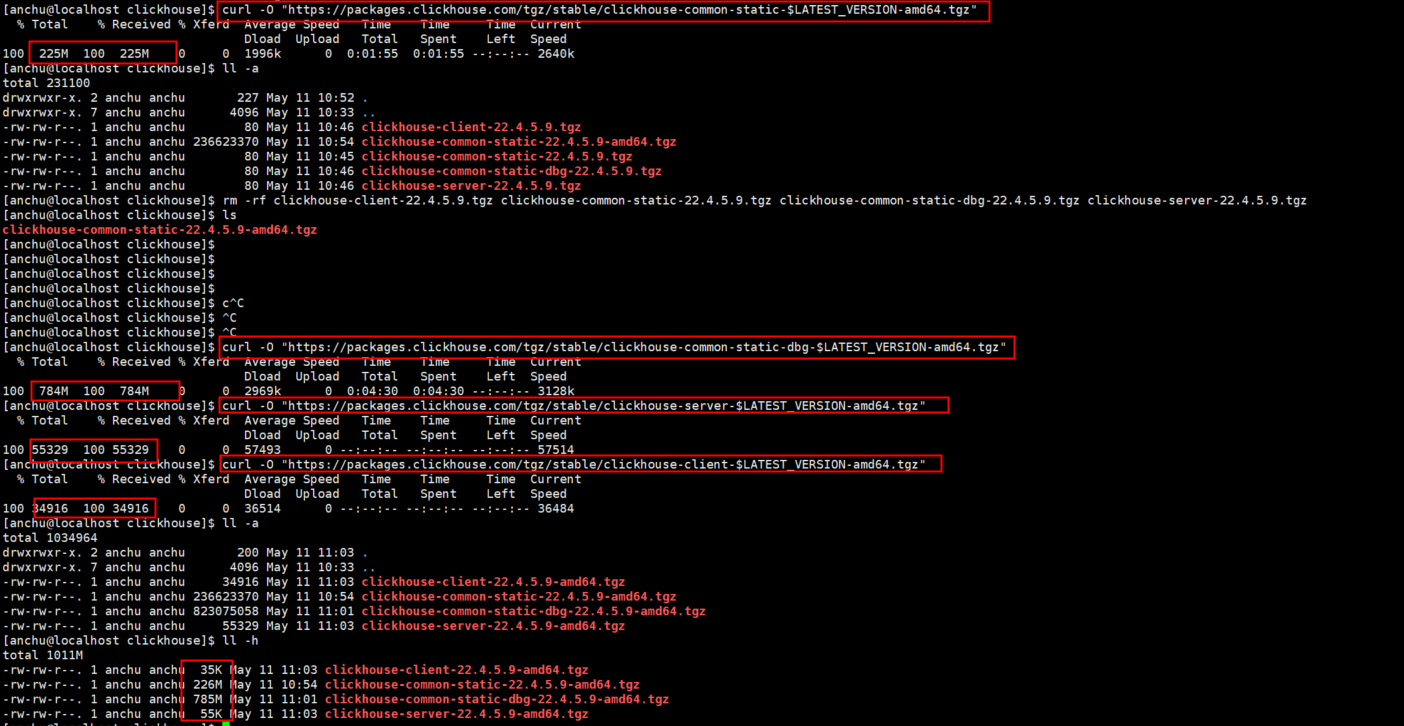 [anchu@localhost clickhouse]$ curl -O "https://packages.clickhouse.com/tgz/stable/clickhouse-common-static-$LATEST_VERSION-amd64.tgz"
  % Total    % Received % Xferd  Average Speed   Time    Time     Time  Current
                                 Dload  Upload   Total   Spent    Left  Speed
100  225M  100  225M    0     0  1996k      0  0:01:55  0:01:55 --:--:-- 2640k
[anchu@localhost clickhouse]$ ll -a
total 231100
drwxrwxr-x. 2 anchu anchu       227 May 11 10:52 .
drwxrwxr-x. 7 anchu anchu      4096 May 11 10:33 ..
-rw-rw-r--. 1 anchu anchu        80 May 11 10:46 clickhouse-client-22.4.5.9.tgz
-rw-rw-r--. 1 anchu anchu 236623370 May 11 10:54 clickhouse-common-static-22.4.5.9-amd64.tgz
-rw-rw-r--. 1 anchu anchu        80 May 11 10:45 clickhouse-common-static-22.4.5.9.tgz
-rw-rw-r--. 1 anchu anchu        80 May 11 10:46 clickhouse-common-static-dbg-22.4.5.9.tgz
-rw-rw-r--. 1 anchu anchu        80 May 11 10:46 clickhouse-server-22.4.5.9.tgz
[anchu@localhost clickhouse]$ rm -rf clickhouse-client-22.4.5.9.tgz clickhouse-common-static-22.4.5.9.tgz clickhouse-common-static-dbg-22.4.5.9.tgz clickhouse-server-22.4.5.9.tgz
[anchu@localhost clickhouse]$ ls
clickhouse-common-static-22.4.5.9-amd64.tgz
[anchu@localhost clickhouse]$
[anchu@localhost clickhouse]$
[anchu@localhost clickhouse]$
[anchu@localhost clickhouse]$
[anchu@localhost clickhouse]$ c^C
[anchu@localhost clickhouse]$ ^C
[anchu@localhost clickhouse]$ ^C
[anchu@localhost clickhouse]$ curl -O "https://packages.clickhouse.com/tgz/stable/clickhouse-common-static-dbg-$LATEST_VERSION-amd64.tgz"
  % Total    % Received % Xferd  Average Speed   Time    Time     Time  Current
                                 Dload  Upload   Total   Spent    Left  Speed
100  784M  100  784M    0     0  2969k      0  0:04:30  0:04:30 --:--:-- 3128k
[anchu@localhost clickhouse]$ curl -O "https://packages.clickhouse.com/tgz/stable/clickhouse-server-$LATEST_VERSION-amd64.tgz"
  % Total    % Received % Xferd  Average Speed   Time    Time     Time  Current
                                 Dload  Upload   Total   Spent    Left  Speed
100 55329  100 55329    0     0  57493      0 --:--:-- --:--:-- --:--:-- 57514
[anchu@localhost clickhouse]$ curl -O "https://packages.clickhouse.com/tgz/stable/clickhouse-client-$LATEST_VERSION-amd64.tgz"
  % Total    % Received % Xferd  Average Speed   Time    Time     Time  Current
                                 Dload  Upload   Total   Spent    Left  Speed
100 34916  100 34916    0     0  36514      0 --:--:-- --:--:-- --:--:-- 36484
[anchu@localhost clickhouse]$ ll -a
total 1034964
drwxrwxr-x. 2 anchu anchu       200 May 11 11:03 .
drwxrwxr-x. 7 anchu anchu      4096 May 11 10:33 ..
-rw-rw-r--. 1 anchu anchu     34916 May 11 11:03 clickhouse-client-22.4.5.9-amd64.tgz
-rw-rw-r--. 1 anchu anchu 236623370 May 11 10:54 clickhouse-common-static-22.4.5.9-amd64.tgz
-rw-rw-r--. 1 anchu anchu 823075058 May 11 11:01 clickhouse-common-static-dbg-22.4.5.9-amd64.tgz
-rw-rw-r--. 1 anchu anchu     55329 May 11 11:03 clickhouse-server-22.4.5.9-amd64.tgz
[anchu@localhost clickhouse]$ ll -h
total 1011M
-rw-rw-r--. 1 anchu anchu  35K May 11 11:03 clickhouse-client-22.4.5.9-amd64.tgz
-rw-rw-r--. 1 anchu anchu 226M May 11 10:54 clickhouse-common-static-22.4.5.9-amd64.tgz
-rw-rw-r--. 1 anchu anchu 785M May 11 11:01 clickhouse-common-static-dbg-22.4.5.9-amd64.tgz
-rw-rw-r--. 1 anchu anchu  55K May 11 11:03 clickhouse-server-22.4.5.9-amd64.tgz